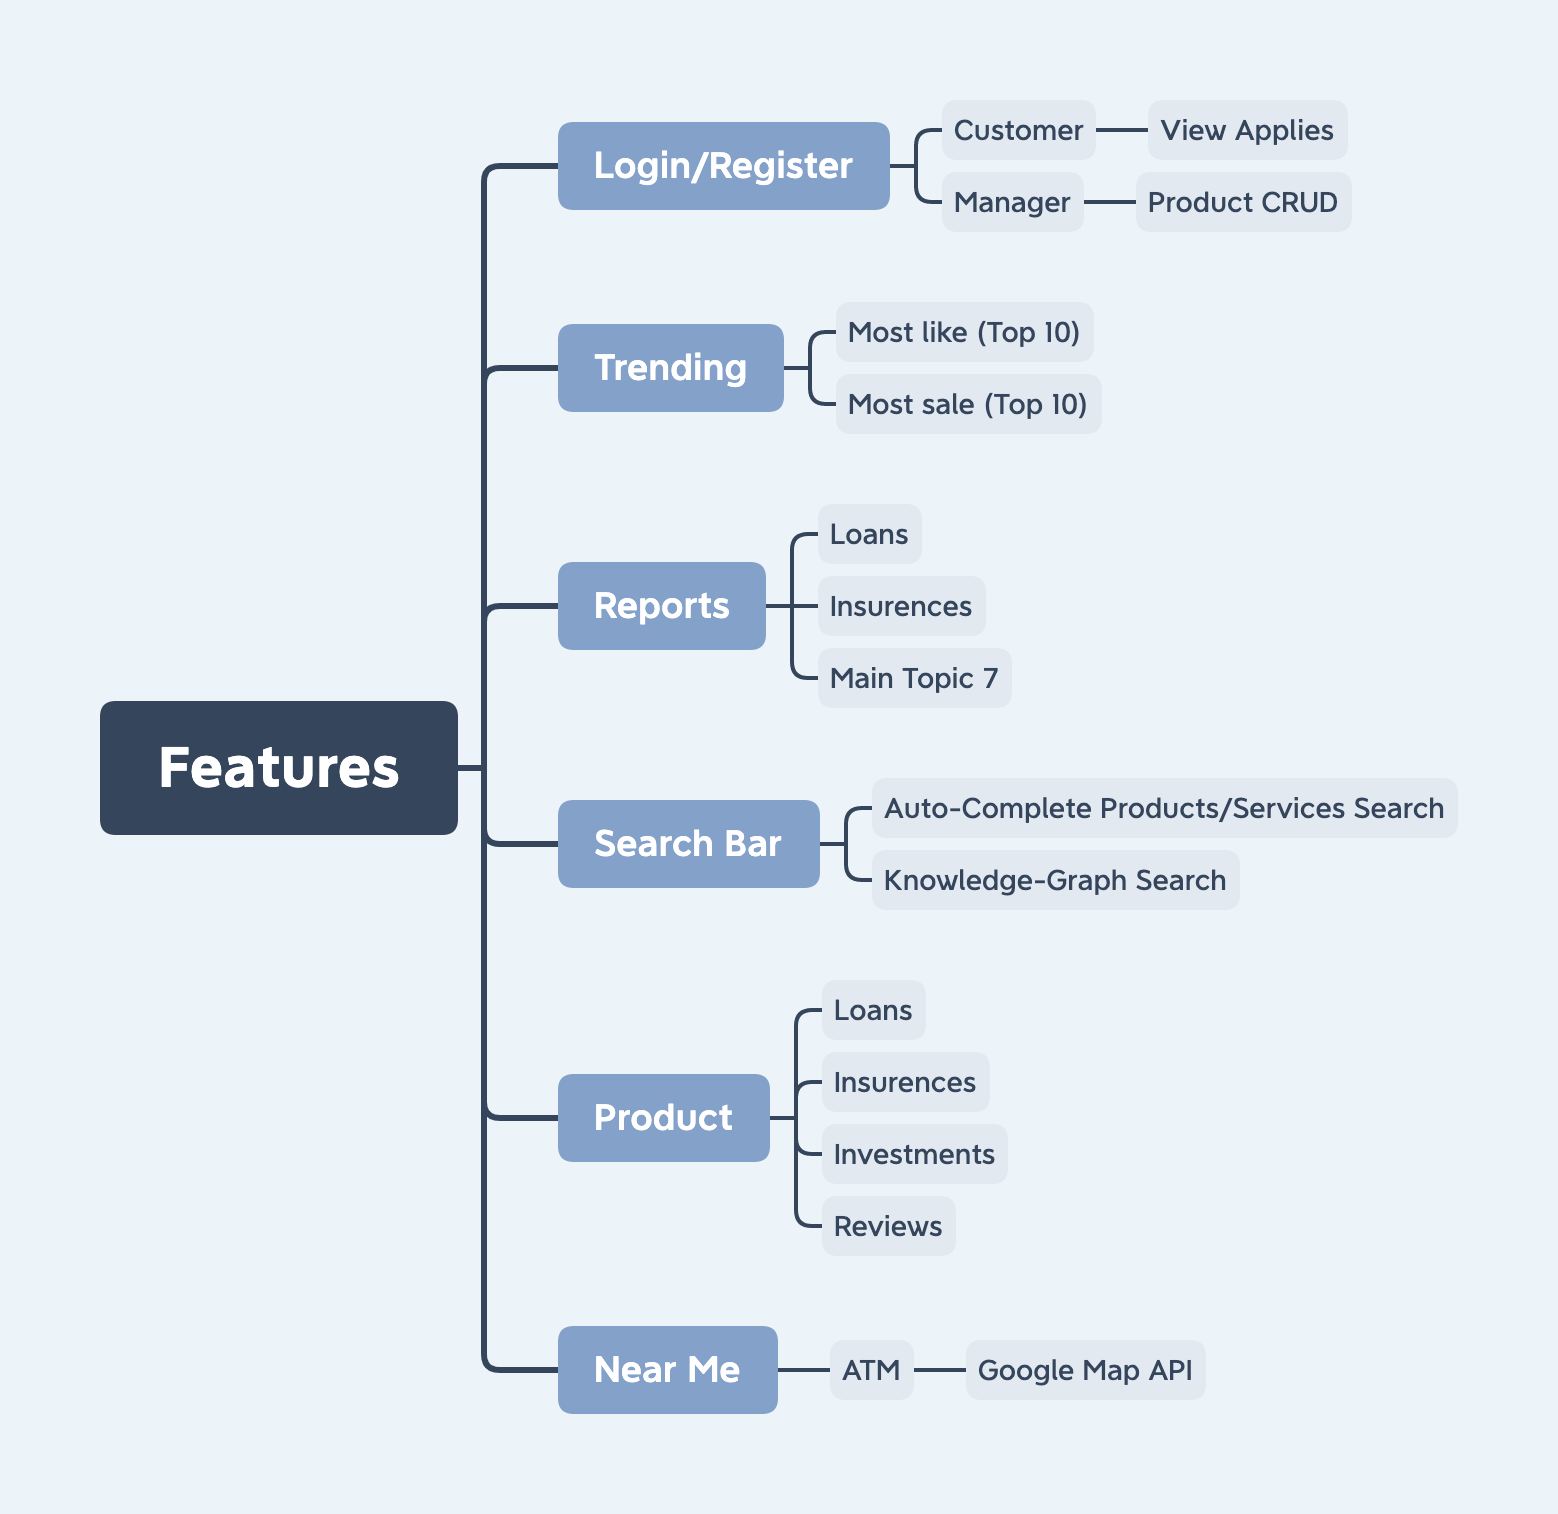 Features
Login/Register
Customer
View Applies
Manager
Product CRUD
Trending
Most like (Top 10)
Most sale (Top 10)
Reports
Loans
Insurences
Main Topic 7
Search Bar
Auto-Complete Products/Services Search
Knowledge-Graph Search
Product
Loans
Insurences
Investments
Reviews
Near Me
ATM
Google Map API